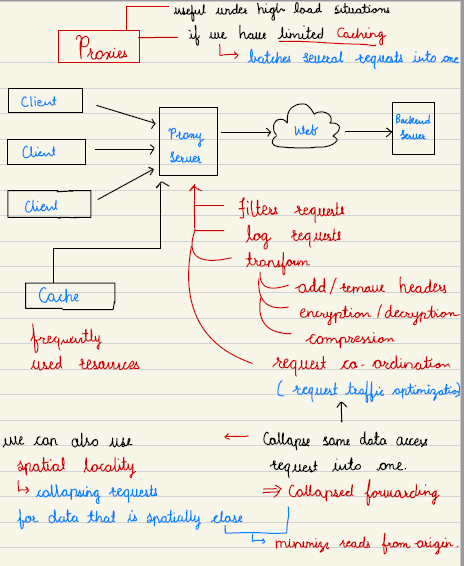 useful under high load situations
Proxies
if we have limited Caching
↳ batches several requests into one
Client
Client
Client
Proxy
Server
Web
Backend
Server
Cache
frequently
used resources
filters requests
log requests
transform
add/remove headers
encryption/decryption
compression
request co-ordination
(request traffic optimization)
we can also use
spatial locality
↳ collapsing requests
for data that is spatially close
← Collapse same data access
request into one.
⇒ Collapsed forwarding
↳ minimize reads from origin.